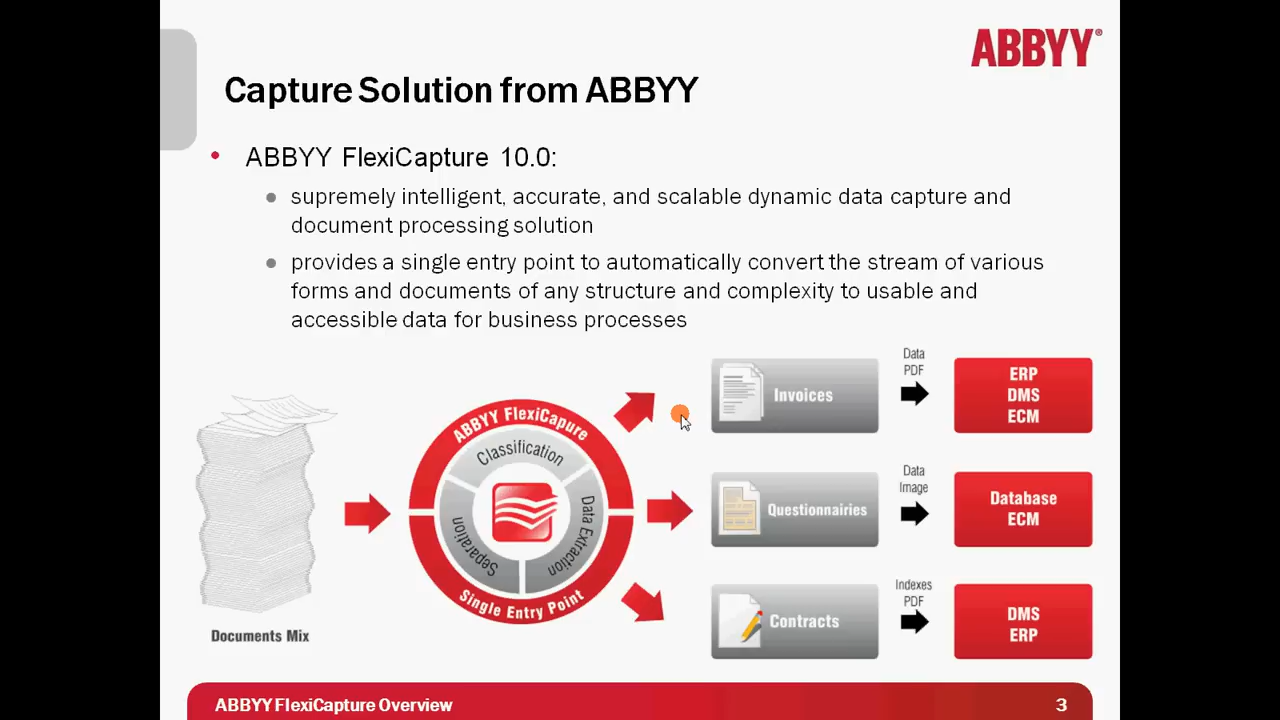 ABBYY®
Capture Solution from ABBYY
• ABBYY FlexiCapture 10.0:
● supremely intelligent, accurate, and scalable dynamic data capture and
document processing solution
● provides a single entry point to automatically convert the stream of various
forms and documents of any structure and complexity to usable and
accessible data for business processes
Documents Mix
ABBYY FlexiCapure
Classification
Separation
Data Extraction
Single Entry Point
Invoices
Data
PDF
ERP
DMS
ECM
Questionnairies
Data
Image
Database
ECM
Contracts
Indexes
PDF
DMS
ERP
ABBYY FlexiCapture Overview
3